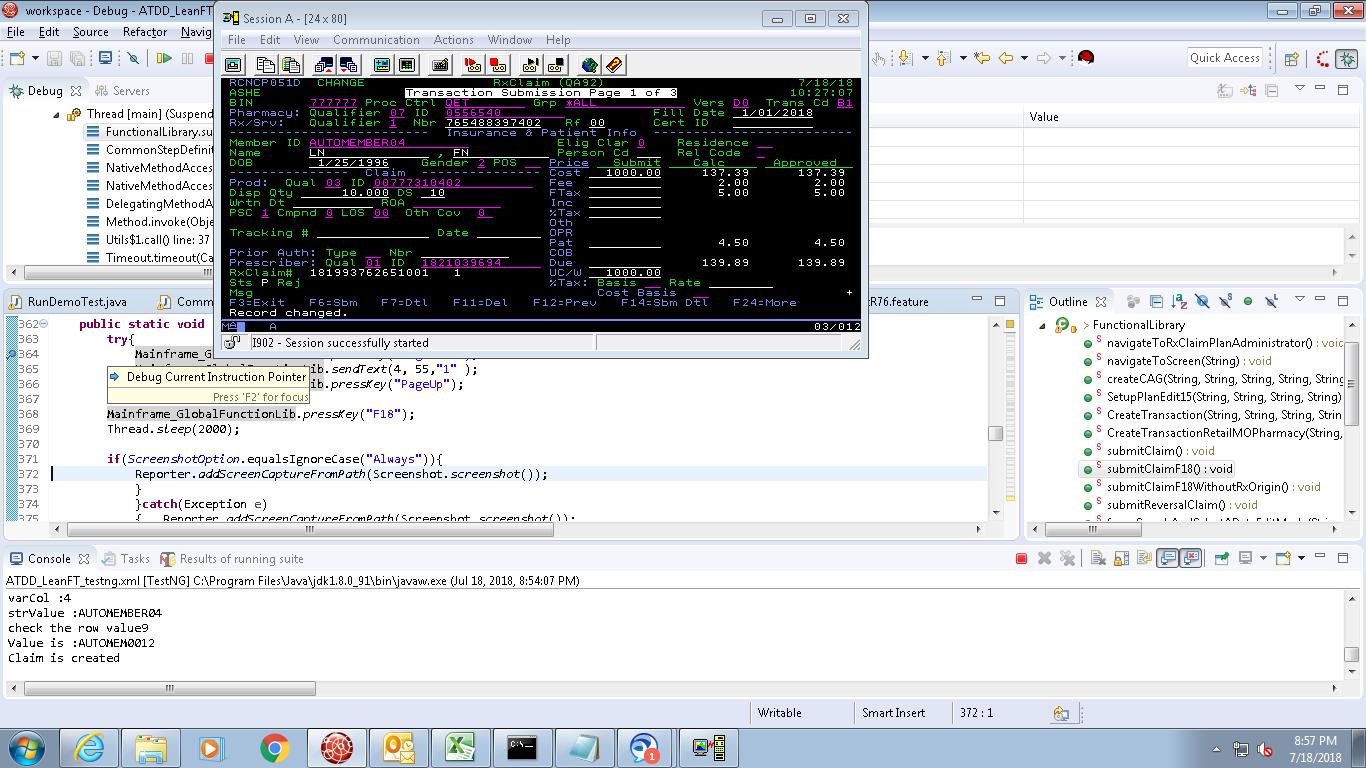 workspace - Debug - ATDD_LeanFT
File Edit Source Refactor Navig
Quick Access
Debug Servers
Thread [main] (Suspend
FunctionalLibrary.su
CommonStepDefinit
NativeMethodAcces
NativeMethodAcces
DelegatingMethodA
Method.invoke(Obje
Utils$1.call() line: 37
Timeout.timeout(Ca
Value
Session A - [24 x 80]
File Edit View Communication Actions Window Help
RCNCP051D CHANGE RxClaim (QA92) 7/18/18
ASHE Transaction Submission Page 1 of 3 10:27:07
BIN 777777 Proc Ctrl QET Grp *ALL Vers D0 Trans Cd B1
Pharmacy: Qualifier 07 ID 0556540 Fill Date 1/01/2018
Rx/Srv: Qualifier 1 Nbr 765488397402 Rf 00 Cert ID
Insurance & Patient Info
Member ID AUTOMEMBER04 Elig Clar 0 Residence
Name LN , FN Person Cd Rel Code
DOB 1/25/1996 Gender 2 POS Price Submit Calc Approved
Claim Cost 1000.00 137.39 137.39
Prod: Qual 03 ID 00777310402 Fee 2.00 2.00
Disp Qty 10.000 DS 10 FTax 5.00 5.00
Wrtn Dt ROA Inc
PSC 1 Cmpnd 0 LOS 00 Oth Cov 0 %Tax
Oth
Tracking # Date OPR
Pat 4.50 4.50
Prior Auth: Type Nbr COB
Prescriber: Qual 01 ID 1821039694 Due 139.89 139.89
RxClaim# 181993762651001 1 UC/W 1000.00
Sts P Rej %Tax: Basis Rate
Msg Cost Basis +
F3=Exit F6=Sbm F7=Dtl F11=Del F12=Prev F14=Sbm Dtl F24=More
Record changed.
MA A 03/012
I902 - Session successfully started
RunDemoTest.java Commo R76.feature
362 public static void
363 try{
364 Mainframe_G
365 ib.sendText(4, 55,"1" );
366 ib.pressKey("PageUp");
Debug Current Instruction Pointer
Press 'F2' for focus
368 Mainframe_GlobalFunctionLib.pressKey("F18");
369 Thread.sleep(2000);
370
371 if(ScreenshotOption.equalsIgnoreCase("Always")){
372 Reporter.addScreenCaptureFromPath(Screenshot.screenshot());
373 }
374 }catch(Exception e)
375 { Reporter.addScreenCaptureFromPath(Screenshot.screenshot());
Outline
FunctionalLibrary
navigateToRxClaimPlanAdministrator() : voic
navigateToScreen(String) : void
createCAG(String, String, String, String, String
SetupPlanEdit15(String, String, String, String)
CreateTransaction(String, String, String, String
CreateTransactionRetailMOPharmacy(String,
submitClaim() : void
submitClaimF18() : void
submitClaimF18WithoutRxOrigin() : void
submitReversalClaim() : void
Console Tasks Results of running suite
ATDD_LeanFT_testng.xml [TestNG] C:\Program Files\Java\jdk1.8.0_91\bin\javaw.exe (Jul 18, 2018, 8:54:07 PM)
varCol :4
strValue :AUTOMEMBER04
check the row value9
Value is :AUTOMEM0012
Claim is created
Writable Smart Insert 372 : 1
1
8:57 PM
7/18/2018